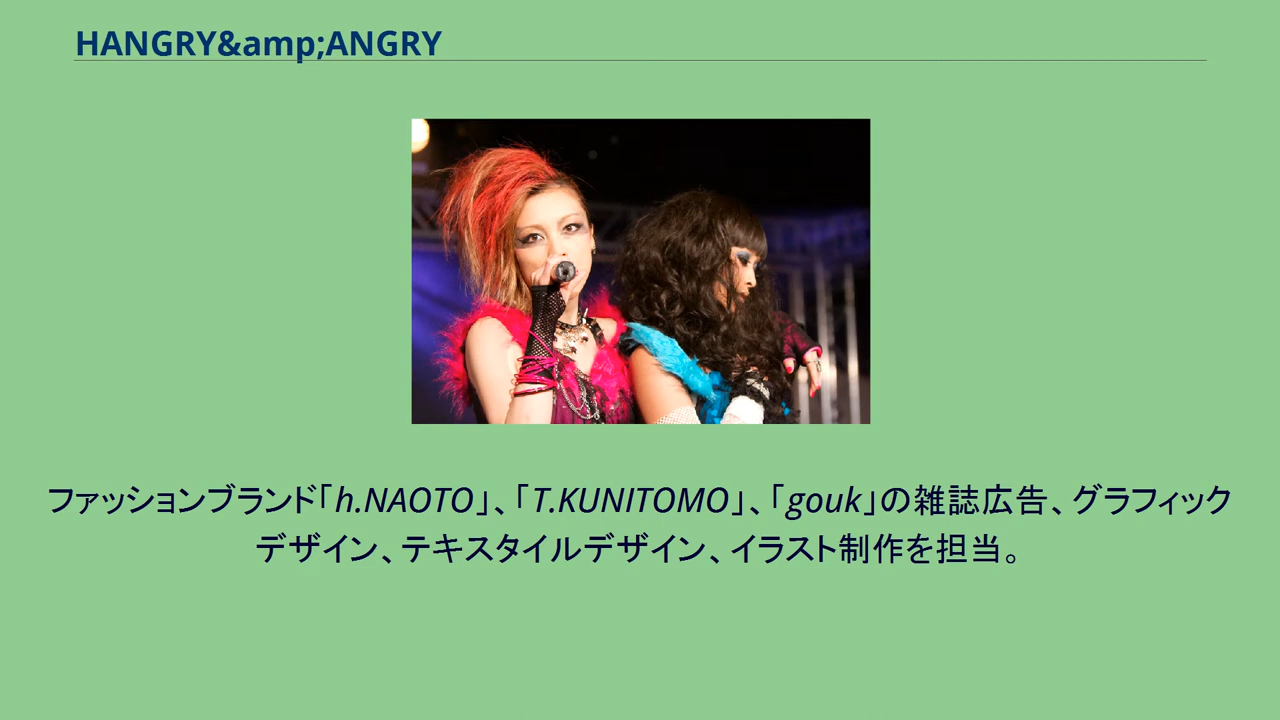 HANGRY&amp;ANGRY
ファッションブランド「h.NAOTO」、「T.KUNITOMO」、「gouk」の雑誌広告、グラフィック
デザイン、テキスタイルデザイン、イラスト制作を担当。